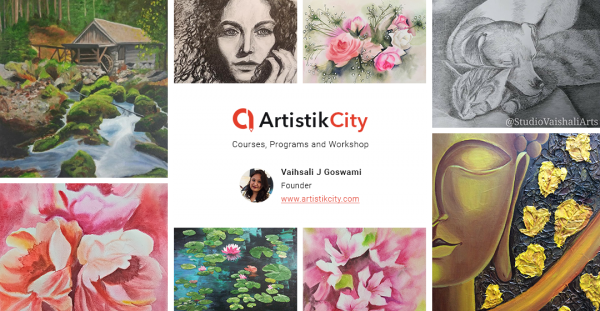 @StudioVaishaliArts
ArtistikCity
Courses, Programs and Workshop
Vaihsali J Goswami
Founder
www.artistikcity.com